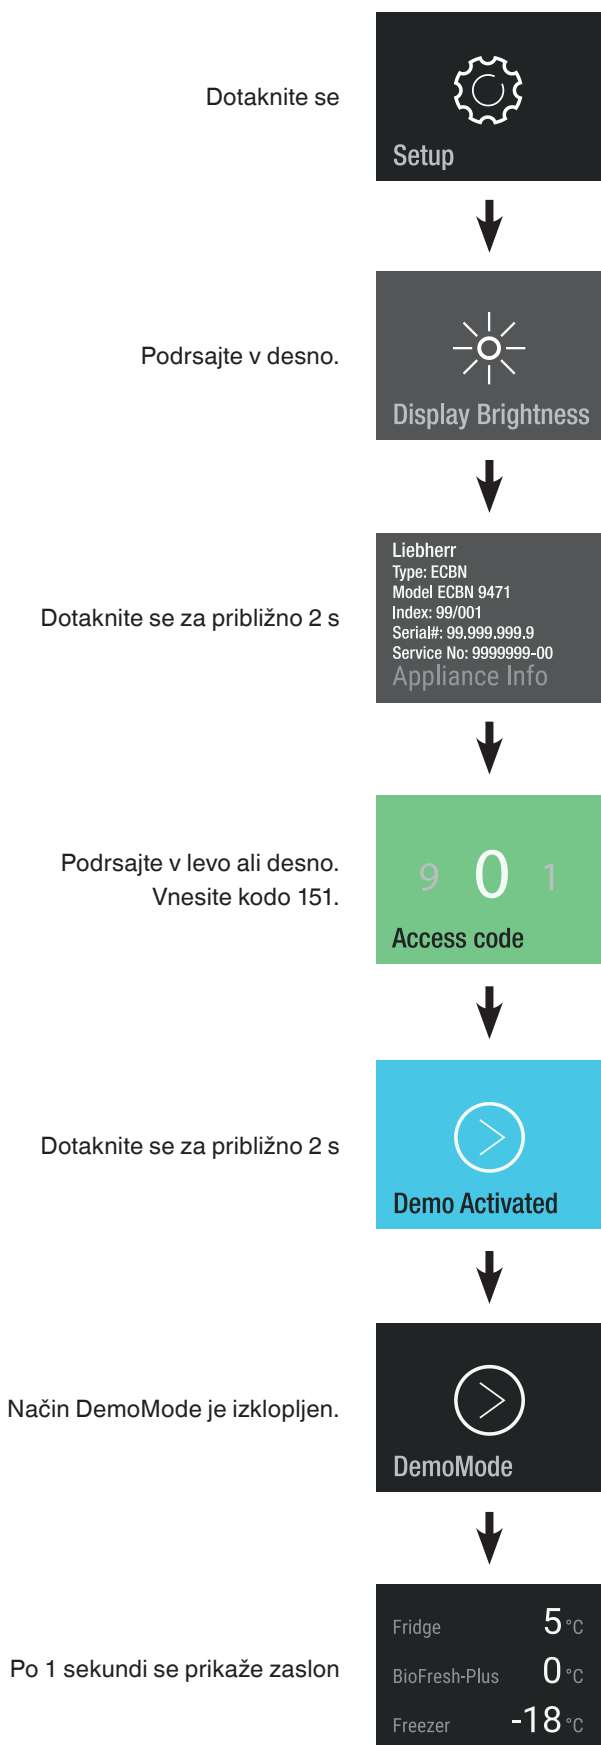 Dotaknite se
Setup
Podrsajte v desno.
Display Brightness
Dotaknite se za približno 2 s
Liebherr
Type: ECBN
Model ECBN 9471
Index: 99/001
Serial#: 99.999.999.9
Service No: 9999999-00
Appliance Info
Podrsajte v levo ali desno.
Vnesite kodo 151.
9 0 1
Access code
Dotaknite se za približno 2 s
Demo Activated
Način DemoMode je izklopljen.
DemoMode
Po 1 sekundi se prikaže zaslon
Fridge 5 °C
BioFresh-Plus 0 °C
Freezer -18 °C